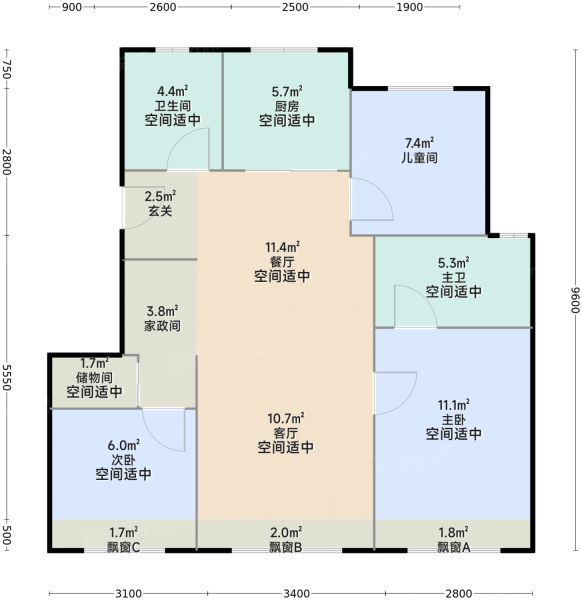 900
2600
2500
1900
750
2800
5550
500
9600
4.4㎡
卫生间
空间适中
5.7㎡
厨房
空间适中
7.4㎡
儿童间
2.5㎡
玄关
11.4㎡
餐厅
空间适中
5.3㎡
主卫
空间适中
3.8㎡
家政间
1.7㎡
储物间
空间适中
10.7㎡
客厅
空间适中
11.1㎡
主卧
空间适中
6.0㎡
次卧
空间适中
1.7㎡
飘窗C
2.0㎡
飘窗B
1.8㎡
飘窗A
3100
3400
2800